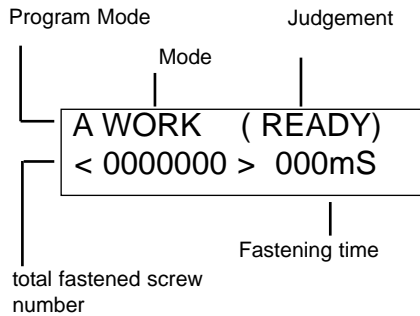 Program Mode
Judgement
Mode
A WORK ( READY)
< 0000000 > 000mS
Fastening time
total fastened screw
number